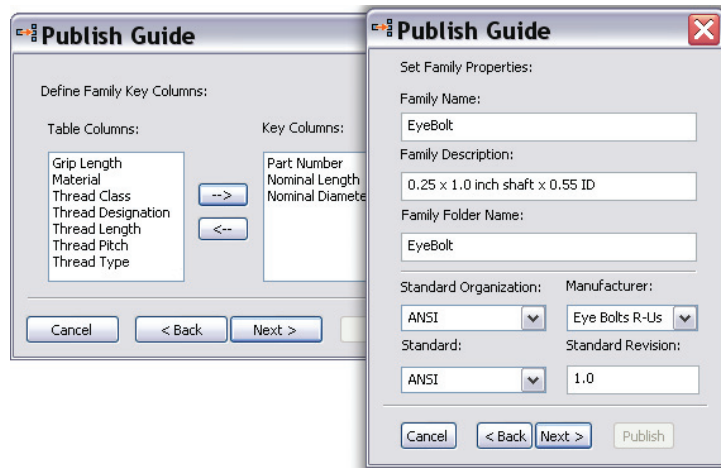 Publish Guide
Define Family Key Columns:
Table Columns:
Grip Length
Material
Thread Class
Thread Designation
Thread Length
Thread Pitch
Thread Type
-->
<--
Key Columns:
Part Number
Nominal Length
Nominal Diamete
Cancel
< Back
Next >
Publish Guide
Set Family Properties:
Family Name:
EyeBolt
Family Description:
0.25 x 1.0 inch shaft x 0.55 ID
Family Folder Name:
EyeBolt
Standard Organization:
ANSI
Manufacturer:
Eye Bolts R-Us
Standard:
ANSI
Standard Revision:
1.0
Cancel
< Back
Next >
Publish